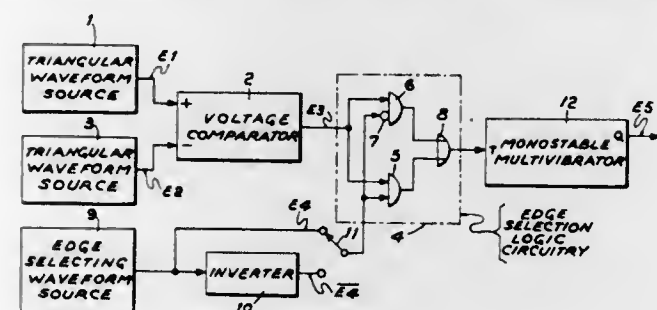 1
TRIANGULAR
WAVEFORM
SOURCE
E1
2
VOLTAGE
COMPARATOR
+
-
3
TRIANGULAR
WAVEFORM
SOURCE
E2
E3
6
7
8
5
4
12
T
MONOSTABLE
MULTIVIBRATOR
Q
E5
EDGE
SELECTION
LOGIC
CIRCUITRY
9
EDGE
SELECTING
WAVEFORM
SOURCE
E4
11
INVERTER
10
E4